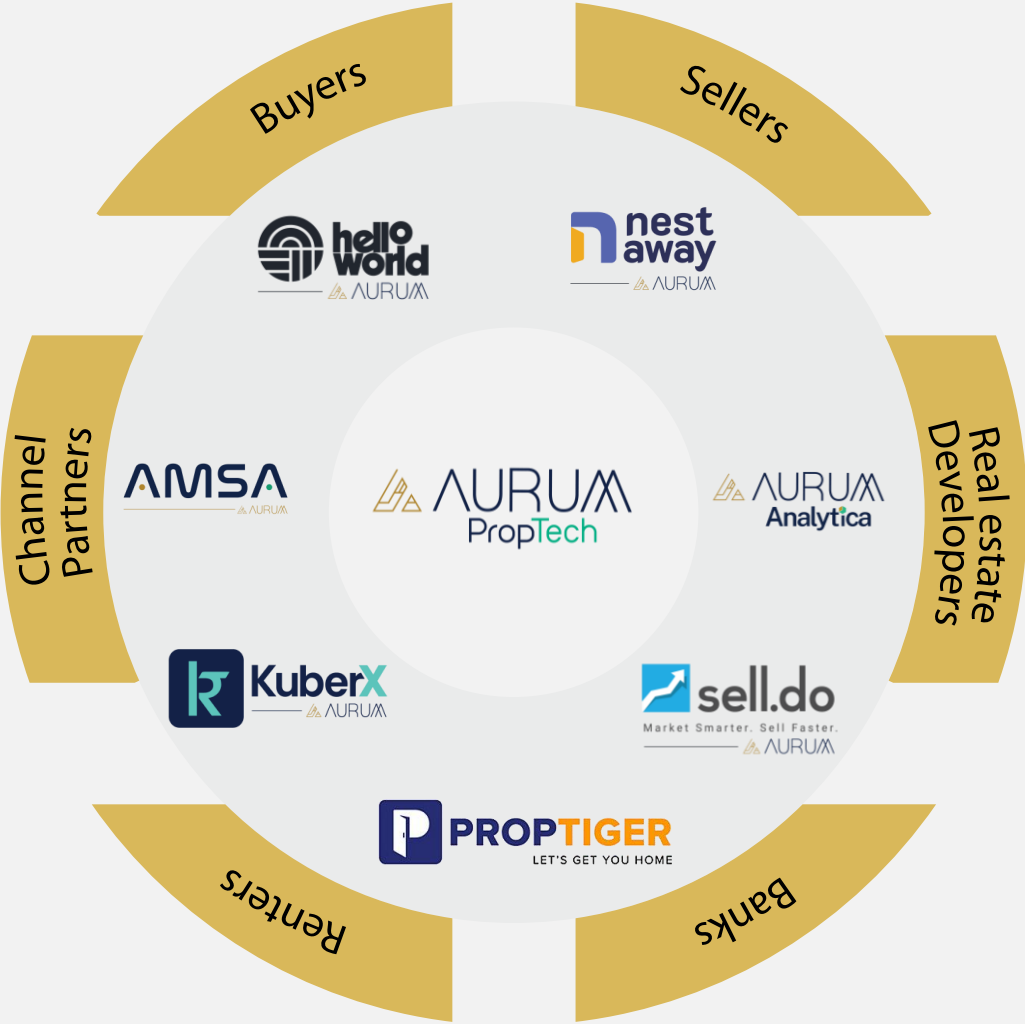 Buyers
Sellers
hello
world
AURUM
nest
away
AURUM
Channel
Partners
AMSA
AURUM
AURUM
PropTech
AURUM
Analytica
Real estate
Developers
KuberX
AURUM
sell.do
Market Smarter. Sell Faster.
AURUM
PROPTIGER
LET'S GET YOU HOME
Renters
Banks